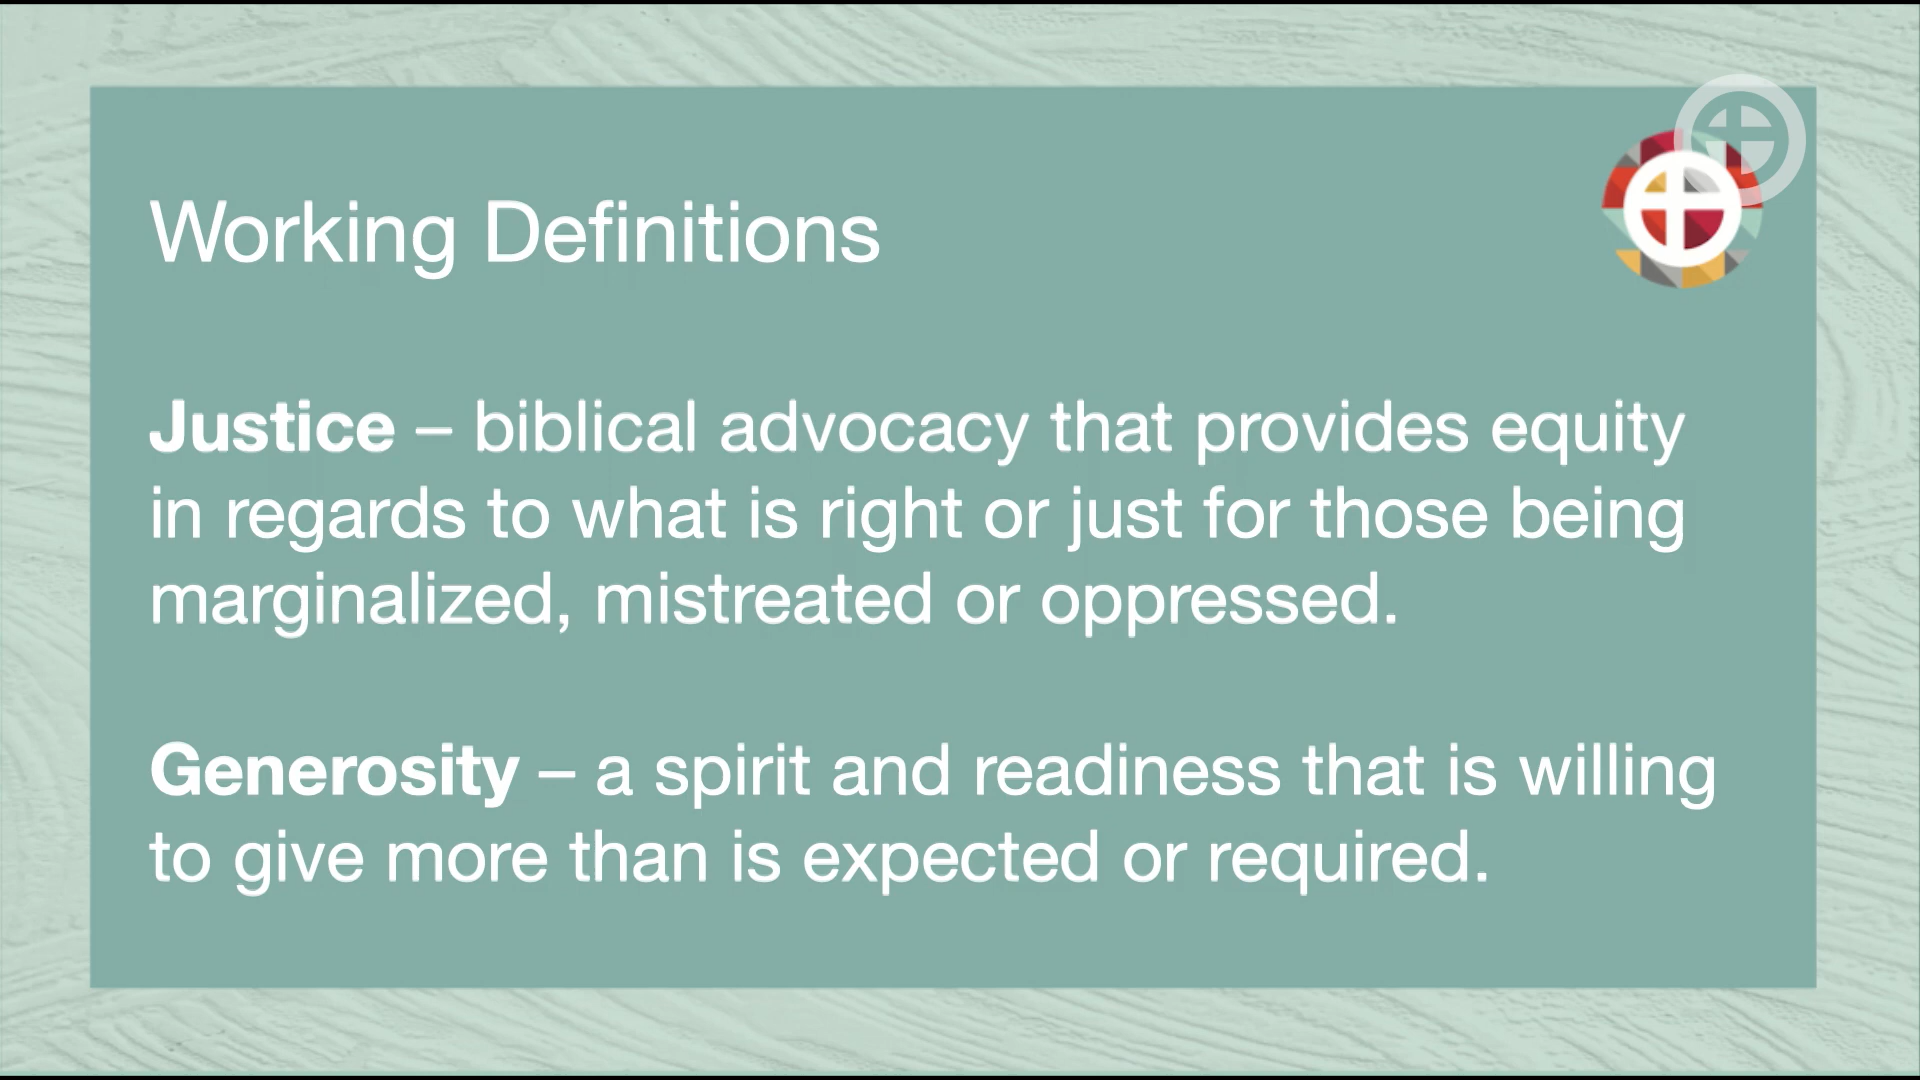 Working Definitions
Justice – biblical advocacy that provides equity
in regards to what is right or just for those being
marginalized, mistreated or oppressed.
Generosity – a spirit and readiness that is willing
to give more than is expected or required.